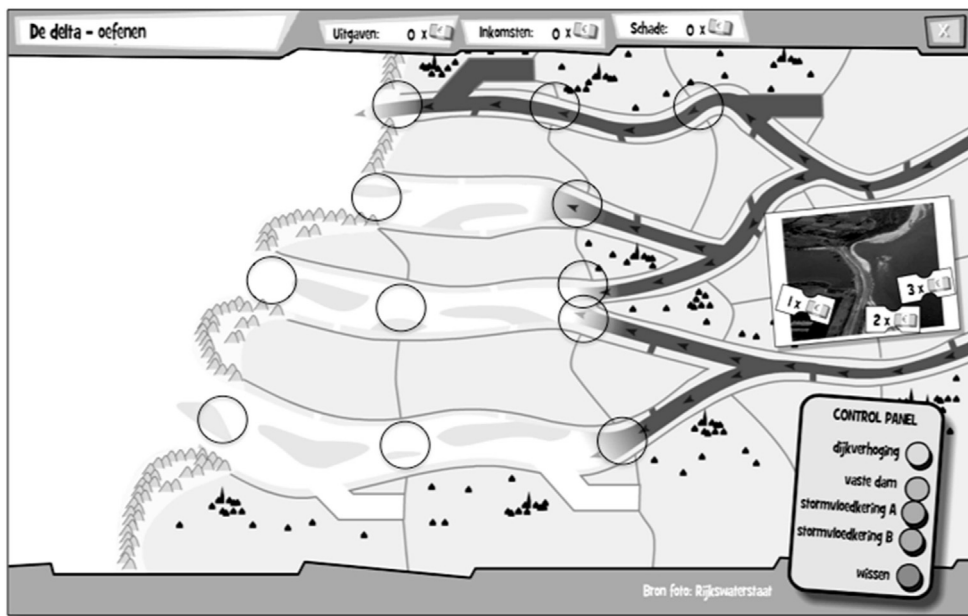 De delta - oefenen
Uitgaven: 0 x
Inkomsten: 0 x
Schade: 0 x
X
1 x
2 x
3 x
CONTROL PANEL
dijkverhoging
vaste dam
stormvloedkering A
stormvloedkering B
wissen
Bron foto: Rijkswaterstaat